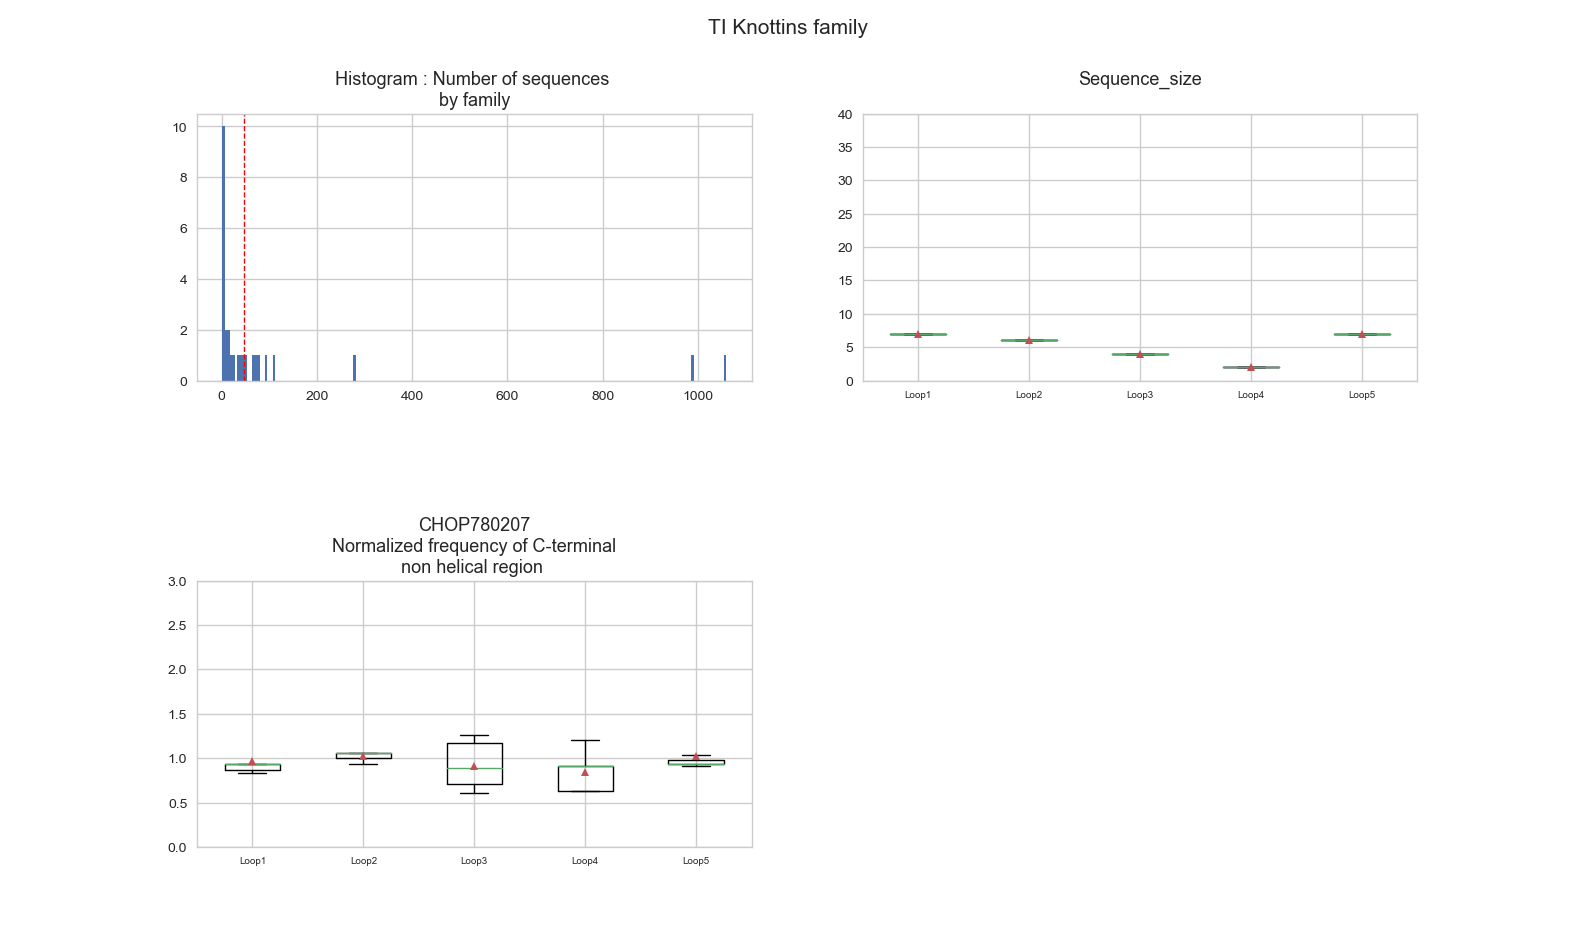 TI Knottins family
Histogram : Number of sequences
by family
10
8
6
4
2
0
0 200 400 600 800 1000
Sequence_size
40
35
30
25
20
15
10
5
0
Loop1 Loop2 Loop3 Loop4 Loop5
CHOP780207
Normalized frequency of C-terminal
non helical region
3.0
2.5
2.0
1.5
1.0
0.5
0.0
Loop1 Loop2 Loop3 Loop4 Loop5